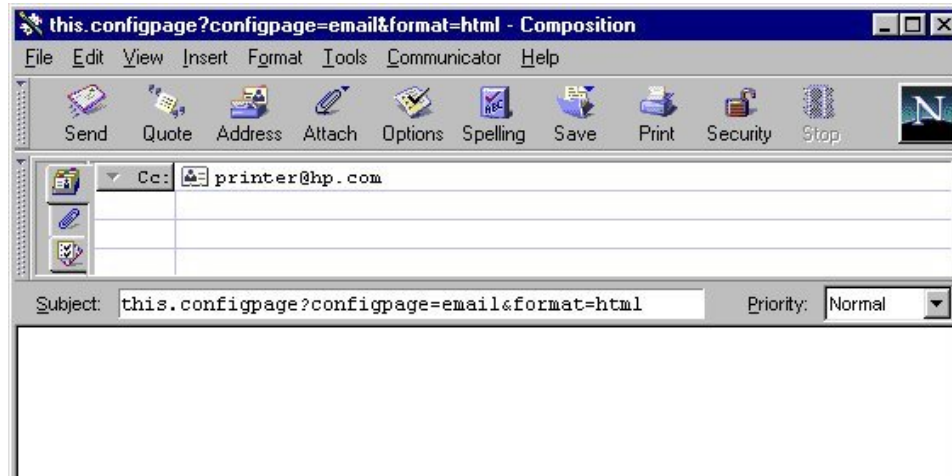 this.configpage?configpage=email&format=html - Composition
File Edit View Insert Format Tools Communicator Help
Send Quote Address Attach Options Spelling Save Print Security Stop
N
Cc: printer@hp.com
Subject: this.configpage?configpage=email&format=html Priority: Normal